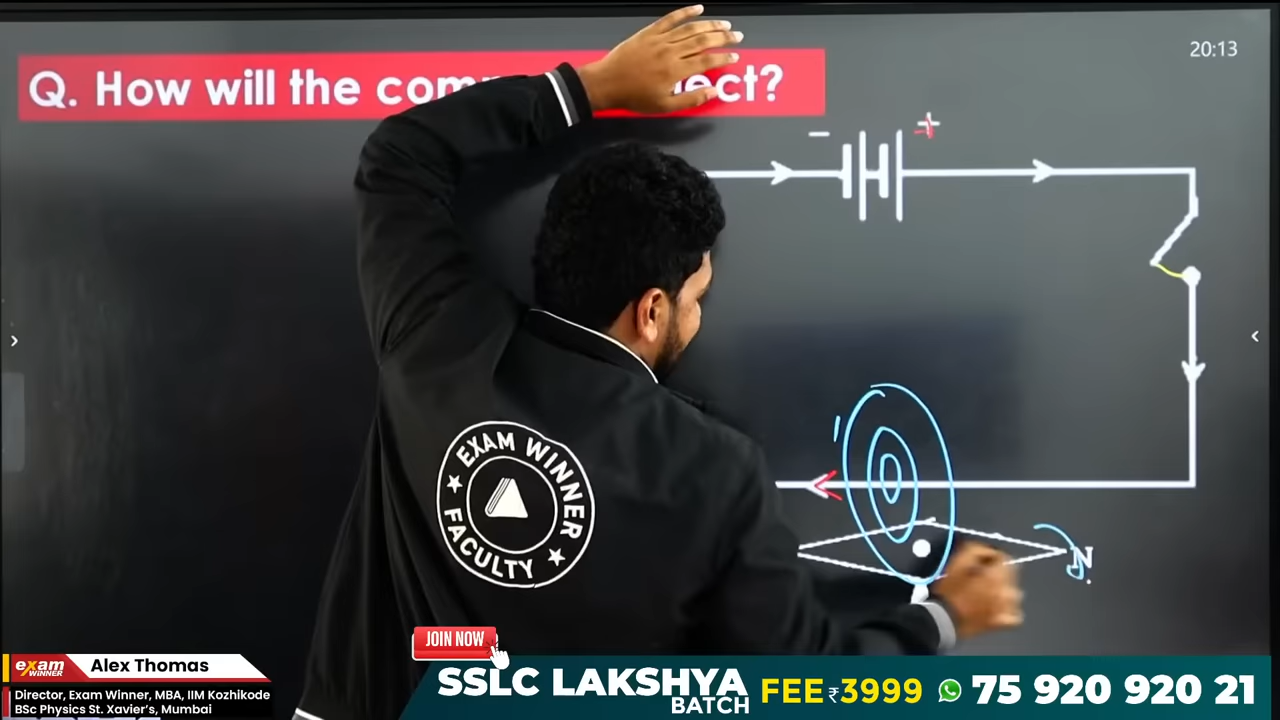 20:13
Q. How will the ect?
- +
N
EXAM WINNER
FACULTY
JOIN NOW
exam
WINNER
Alex Thomas
Director, Exam Winner, MBA, IIM Kozhikode
BSc Physics St. Xavier's, Mumbai
SSLC LAKSHYA
BATCH
FEE ₹3999
75 920 920 21